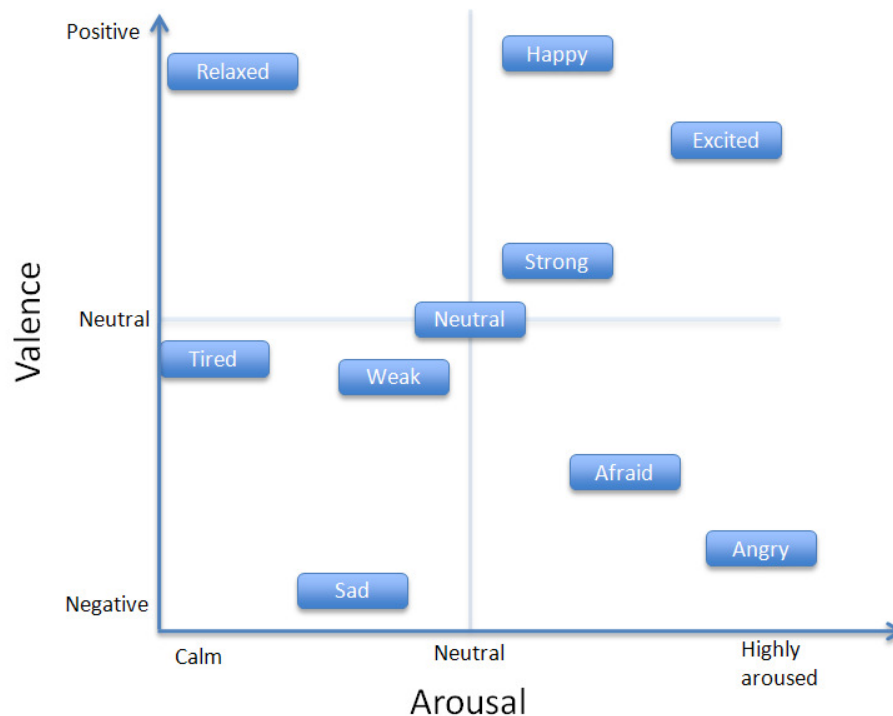 Positive
Relaxed
Happy
Excited
Strong
Valence
Neutral
Neutral
Tired
Weak
Afraid
Angry
Sad
Negative
Calm
Neutral
Highly
aroused
Arousal